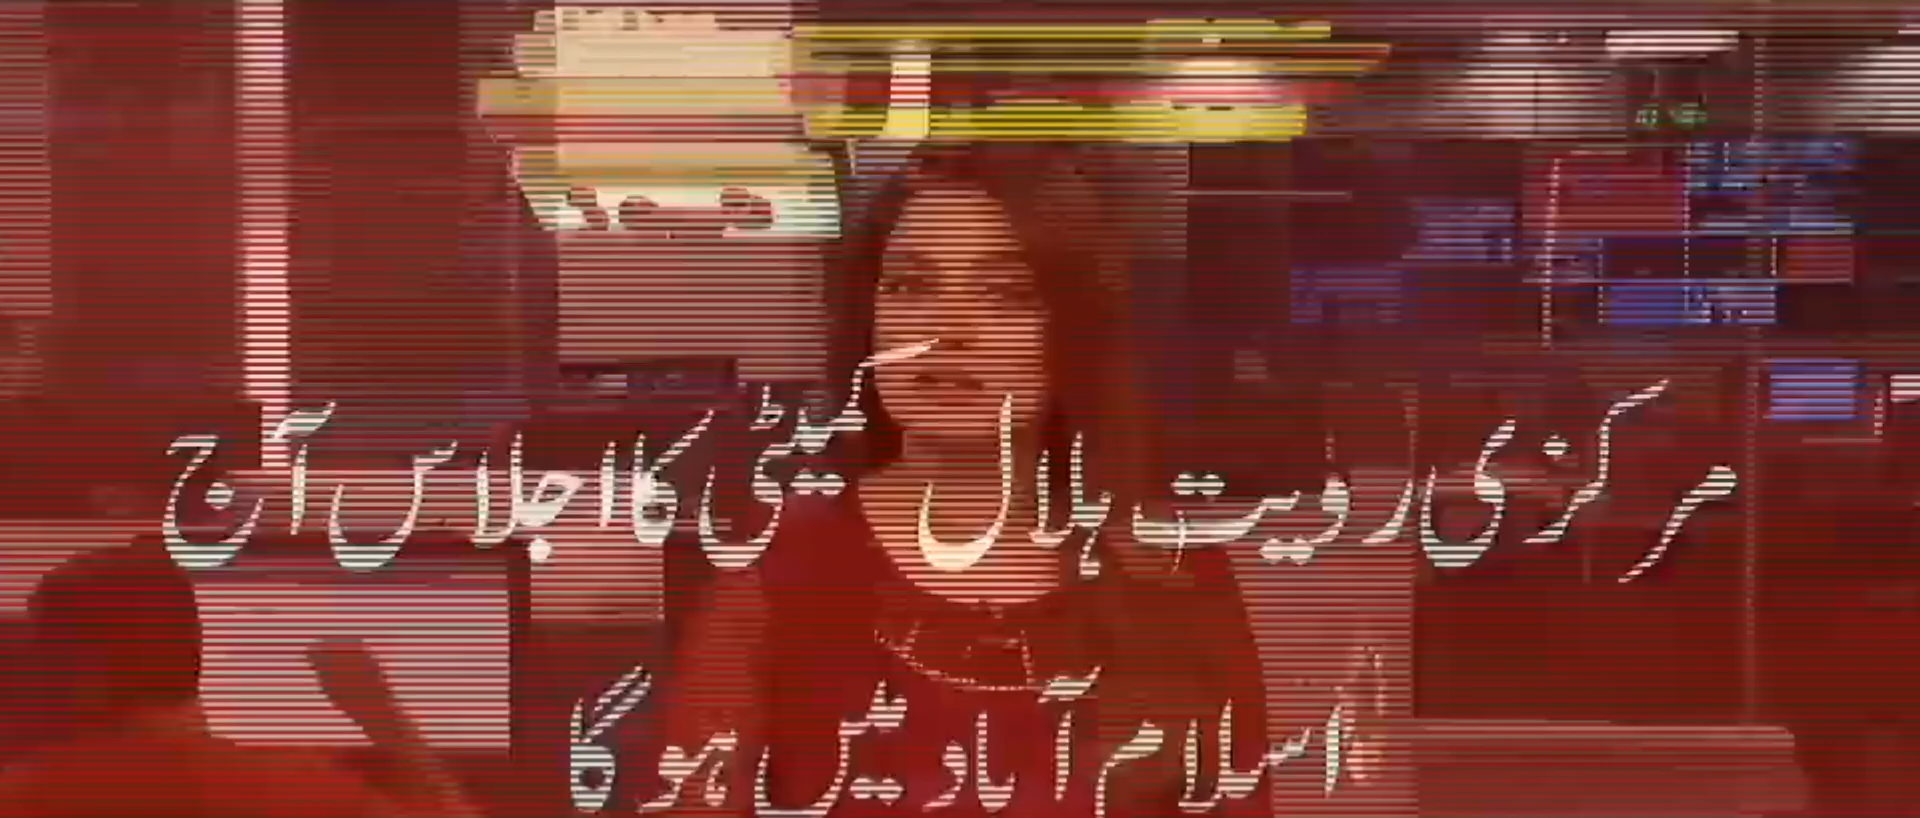 مرکزی رویت ہلال کمیٹی کا اجلاس آج
اسلام آباد میں ہو گا